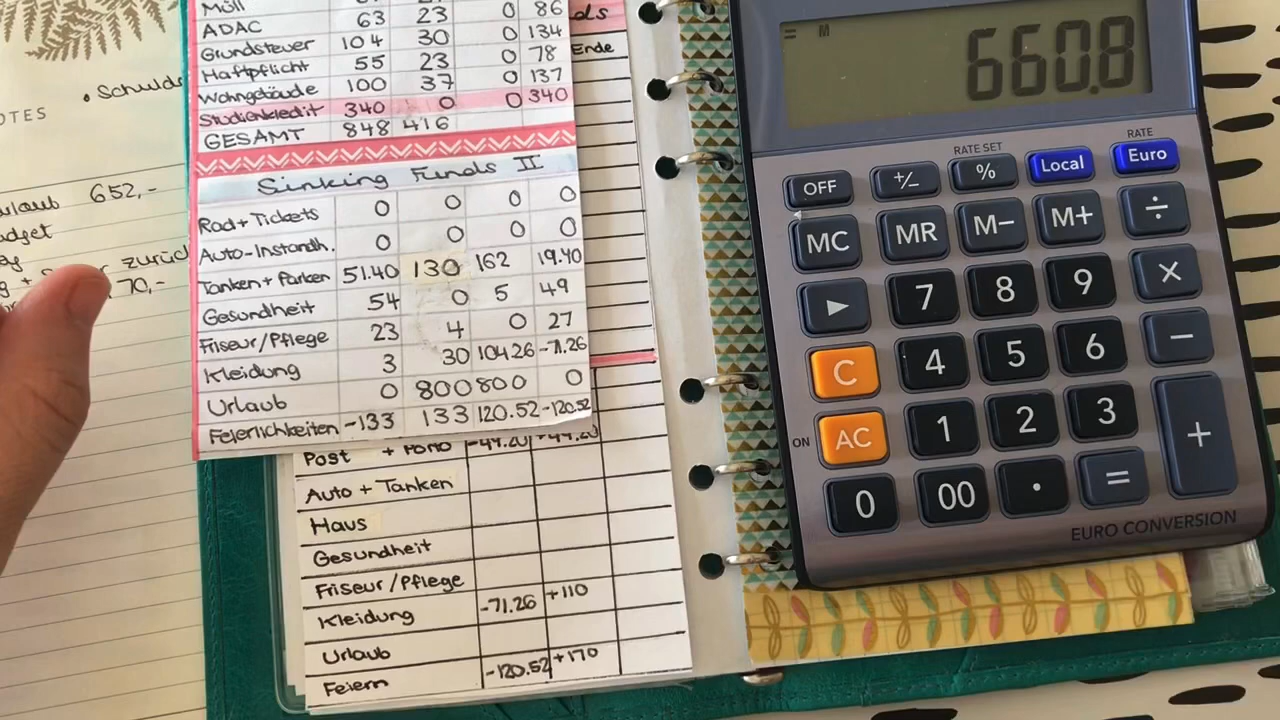 Schulde
OTES
652,-
zurück
70,-
Möll
ADAC 63 23 0 86
Grundsteuer 104 30 0 134
Haftpflicht 55 23 0 78
Wohngebäude 100 37 0 137
Studienkredit 340 0 0 340
GESAMT 848 416
Sinking Funds II
Rad + Tickets 0 0 0 0
Auto-Instandh. 0 0 0 0
Tanken + Parken 51.40 130 162 19.40
Gesundheit 54 0 5 49
Friseur/Pflege 23 4 0 27
Kleidung 3 30 104.26 -71.26
Urlaub 0 800 800 0
Feierlichkeiten -133 133 120.52 -120.52
Ende
Post + Pono
Auto + Tanken
Haus
Gesundheit
Friseur/Pflege
Kleidung -71.26 +110
Urlaub
Feiern -120.52 +170
= M
660.8
RATE SET RATE
OFF +/- % Local Euro
MC MR M- M+ ÷
▶ 7 8 9 ×
C 4 5 6 -
ON AC 1 2 3 +
0 00 . =
EURO CONVERSION